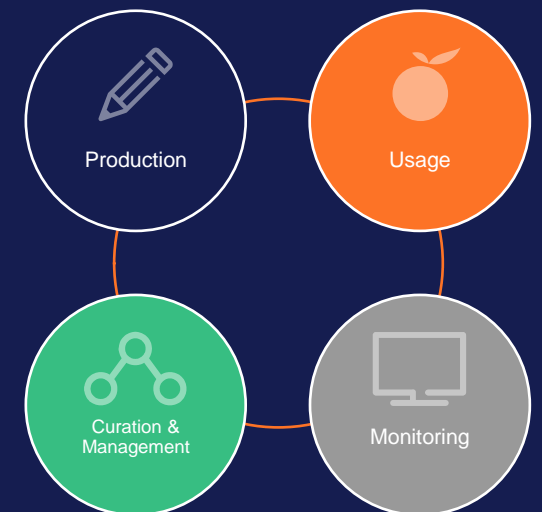 Production
Usage
Curation &
Management
Monitoring